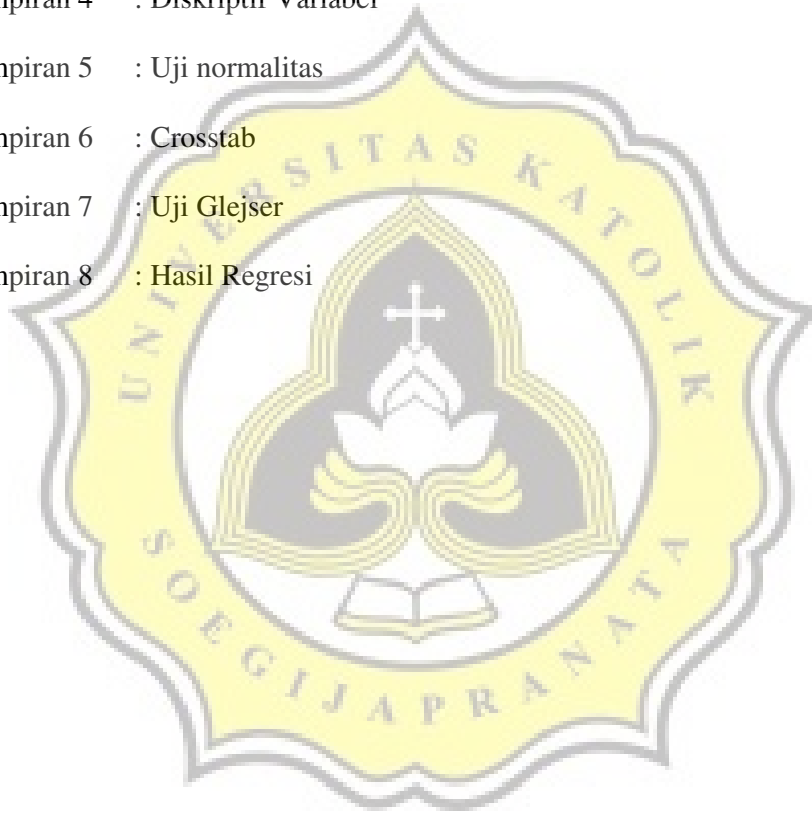 mpiran 4 : Diskriptif Variabel
mpiran 5 : Uji normalitas
mpiran 6 : Crosstab
mpiran 7 : Uji Glejser
mpiran 8 : Hasil Regresi
UNIVERSITAS KATOLIK
SOEGIJAPRANATA